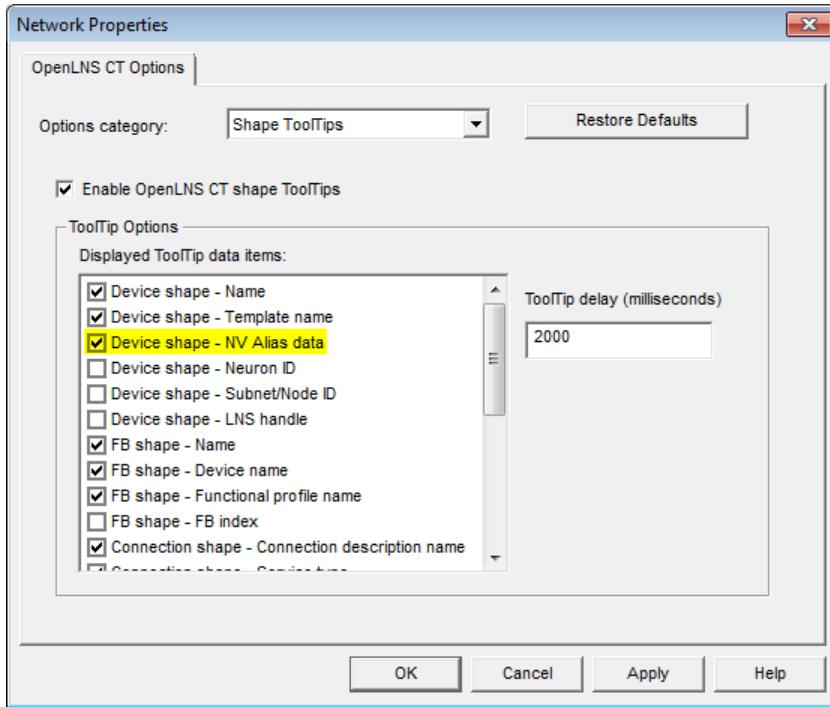 Network Properties
OpenLNS CT Options
Options category:
Shape ToolTips
Restore Defaults
Enable OpenLNS CT shape ToolTips
ToolTip Options
Displayed ToolTip data items:
Device shape - Name
Device shape - Template name
Device shape - NV Alias data
Device shape - Neuron ID
Device shape - Subnet/Node ID
Device shape - LNS handle
FB shape - Name
FB shape - Device name
FB shape - Functional profile name
FB shape - FB index
Connection shape - Connection description name
Connection shape - Service type
ToolTip delay (milliseconds)
2000
OK
Cancel
Apply
Help